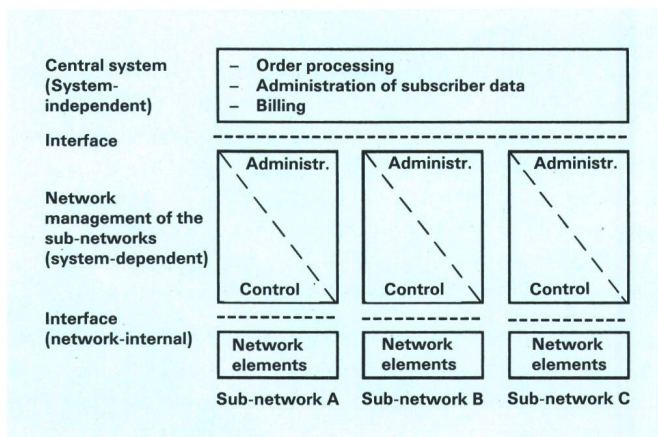 Central system
(System-
independent)
– Order processing
– Administration of subscriber data
– Billing
Interface
Network
management of the
sub-networks
(system-dependent)
Administr.
Control
Administr.
Control
Administr.
Control
Interface
(network-internal)
Network
elements
Network
elements
Network
elements
Sub-network A
Sub-network B
Sub-network C